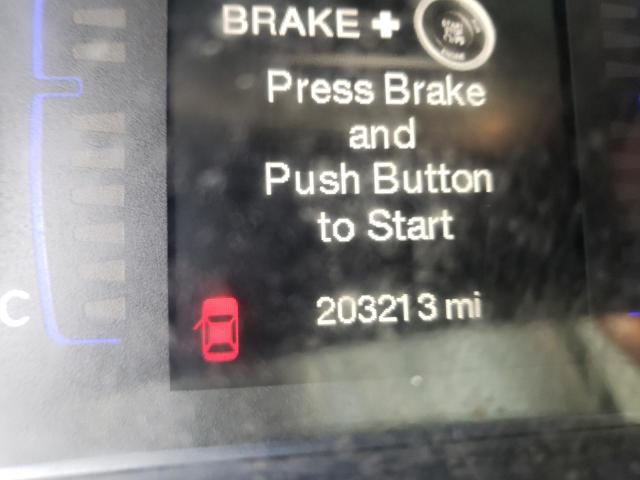 BRAKE +
Press Brake
and
Push Button
to Start
203213 mi
C